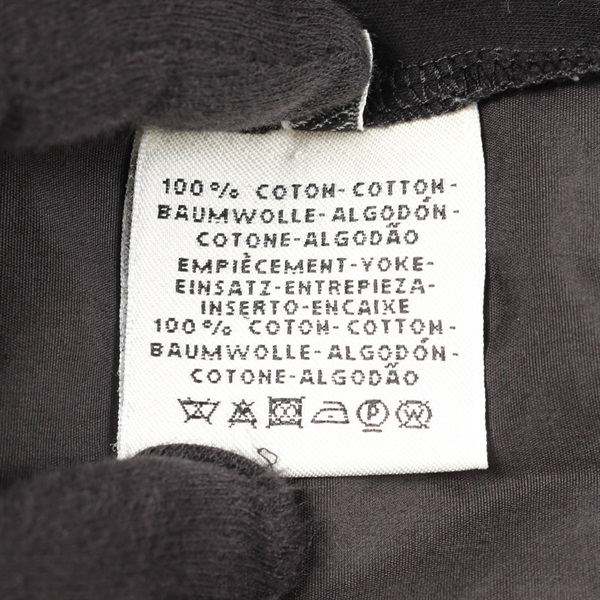 100% COTON-COTTON-
BAUMWOLLE-ALGODÓN-
COTONE-ALGODÃO
EMPIÈCEMENT-YOKE-
EINSATZ-ENTREPIEZA-
INSERTO-ENCAIXE
100% COTON-COTTON-
BAUMWOLLE-ALGODÓN-
COTONE-ALGODÃO
P W